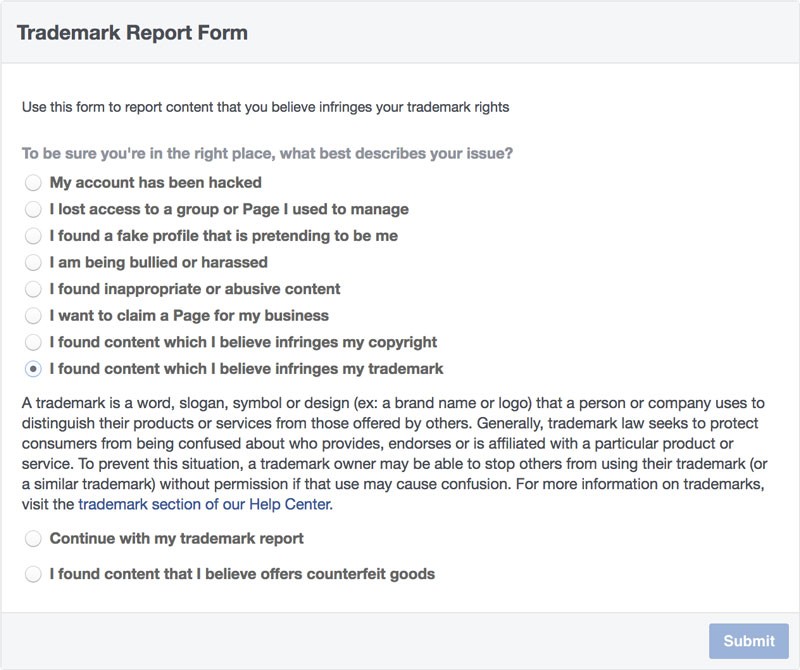 Trademark Report Form
Use this form to report content that you believe infringes your trademark rights
To be sure you're in the right place, what best describes your issue?
My account has been hacked
I lost access to a group or Page I used to manage
I found a fake profile that is pretending to be me
I am being bullied or harassed
I found inappropriate or abusive content
I want to claim a Page for my business
I found content which I believe infringes my copyright
I found content which I believe infringes my trademark
A trademark is a word, slogan, symbol or design (ex: a brand name or logo) that a person or company uses to
distinguish their products or services from those offered by others. Generally, trademark law seeks to protect
consumers from being confused about who provides, endorses or is affiliated with a particular product or
service. To prevent this situation, a trademark owner may be able to stop others from using their trademark (or
a similar trademark) without permission if that use may cause confusion. For more information on trademarks,
visit the trademark section of our Help Center.
Continue with my trademark report
I found content that I believe offers counterfeit goods
Submit